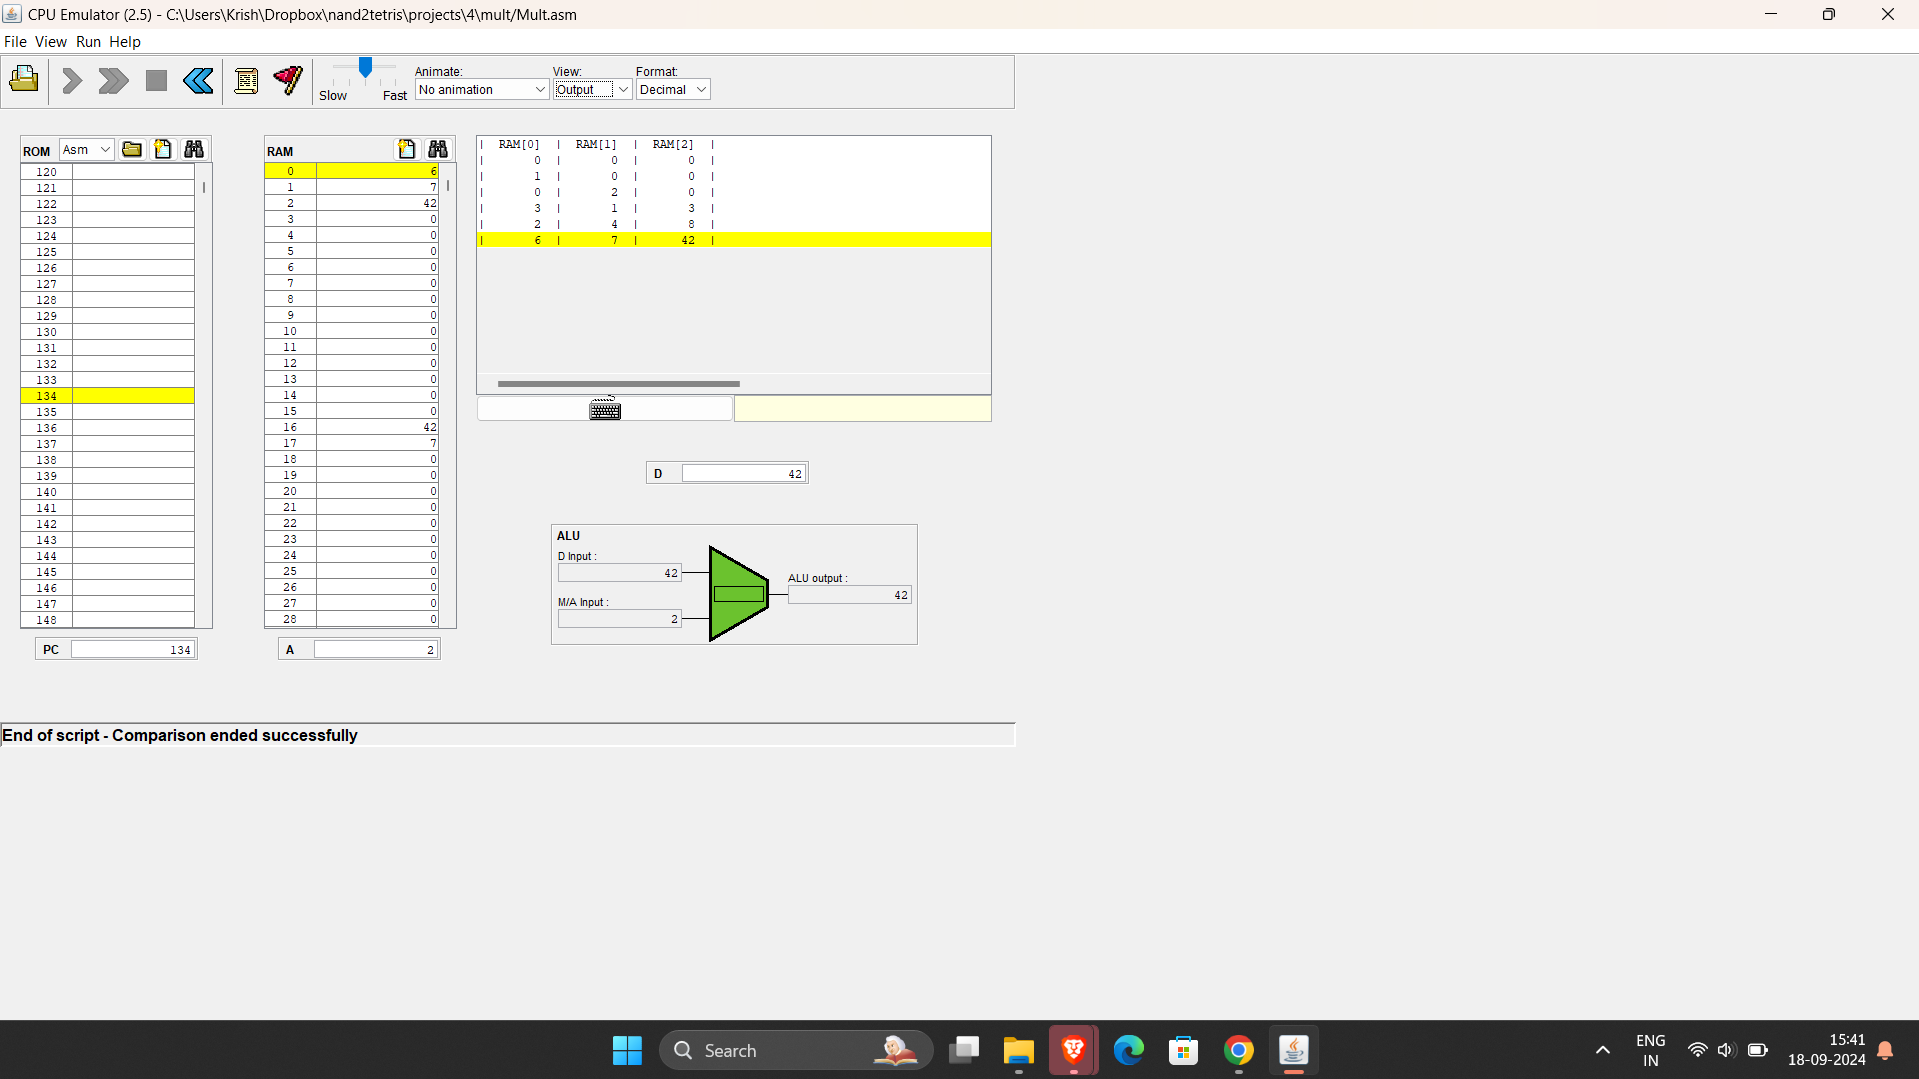 CPU Emulator (2.5) - C:\Users\Krish\Dropbox\nand2tetris\projects\4\mult/Mult.asm
File View Run Help
Slow Fast
Animate:
No animation
View:
Output
Format:
Decimal
ROM Asm
120
121
122
123
124
125
126
127
128
129
130
131
132
133
134
135
136
137
138
139
140
141
142
143
144
145
146
147
148
PC 134
RAM
0 6
1 7
2 42
3 0
4 0
5 0
6 0
7 0
8 0
9 0
10 0
11 0
12 0
13 0
14 0
15 0
16 42
17 7
18 0
19 0
20 0
21 0
22 0
23 0
24 0
25 0
26 0
27 0
28 0
A 2
| RAM[0] | RAM[1] | RAM[2] |
| 0 | 0 | 0 |
| 1 | 0 | 0 |
| 0 | 2 | 0 |
| 3 | 1 | 3 |
| 2 | 4 | 8 |
| 6 | 7 | 42 |
D 42
ALU
D Input :
42
M/A Input :
2
ALU output :
42
End of script - Comparison ended successfully
Search
ENG
IN
15:41
18-09-2024